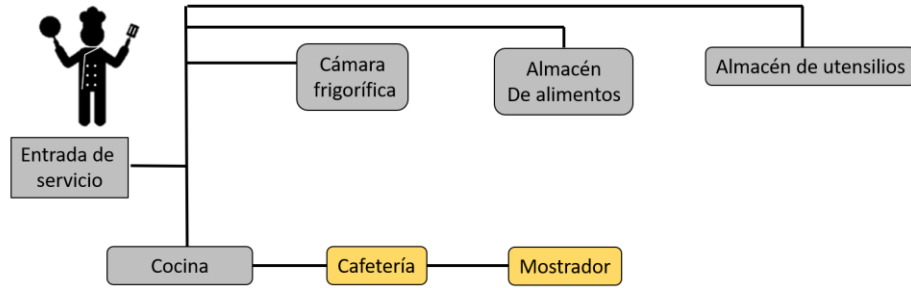 Cámara
frigorífica
Almacén
De alimentos
Almacén de utensilios
Entrada de
servicio
Cocina
Cafetería
Mostrador